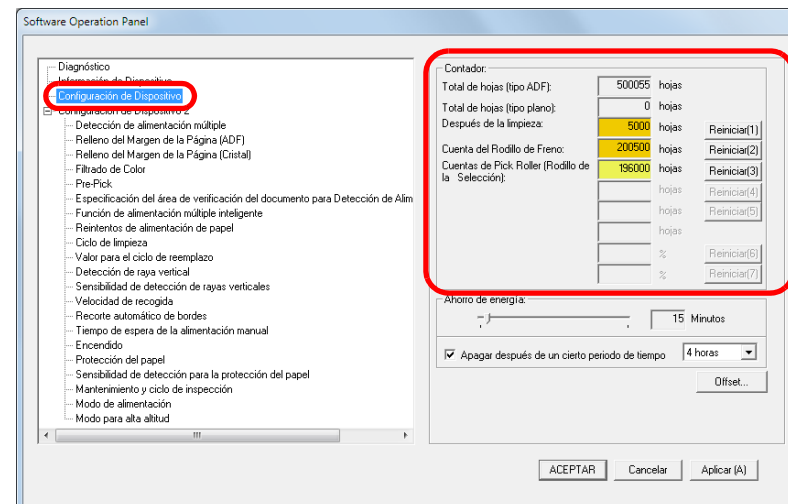 Software Operation Panel
Diagnóstico
Información de Dispositivo
Configuración de Dispositivo
Configuración de Dispositivo 2
Detección de alimentación múltiple
Relleno del Margen de la Página (ADF)
Relleno del Margen de la Página (Cristal)
Filtrado de Color
Pre-Pick
Especificación del área de verificación del documento para Detección de Alim
Función de alimentación múltiple inteligente
Reintentos de alimentación de papel
Ciclo de limpieza
Valor para el ciclo de reemplazo
Detección de raya vertical
Sensibilidad de detección de rayas verticales
Velocidad de recogida
Recorte automático de bordes
Tiempo de espera de la alimentación manual
Encendido
Protección del papel
Sensibilidad de detección para la protección del papel
Mantenimiento y ciclo de inspección
Modo de alimentación
Modo para alta altitud
Contador:
Total de hojas (tipo ADF): 500055 hojas
Total de hojas (tipo plano): 0 hojas
Después de la limpieza: 5000 hojas Reiniciar(1)
Cuenta del Rodillo de Freno: 200500 hojas Reiniciar(2)
Cuentas de Pick Roller (Rodillo de 196000 hojas Reiniciar(3)
la Selección):
hojas Reiniciar(4)
hojas Reiniciar(5)
hojas
% Reiniciar(6)
% Reiniciar(7)
Ahorro de energía:
15 Minutos
Apagar después de un cierto periodo de tiempo 4 horas
Offset...
ACEPTAR Cancelar Aplicar (A)